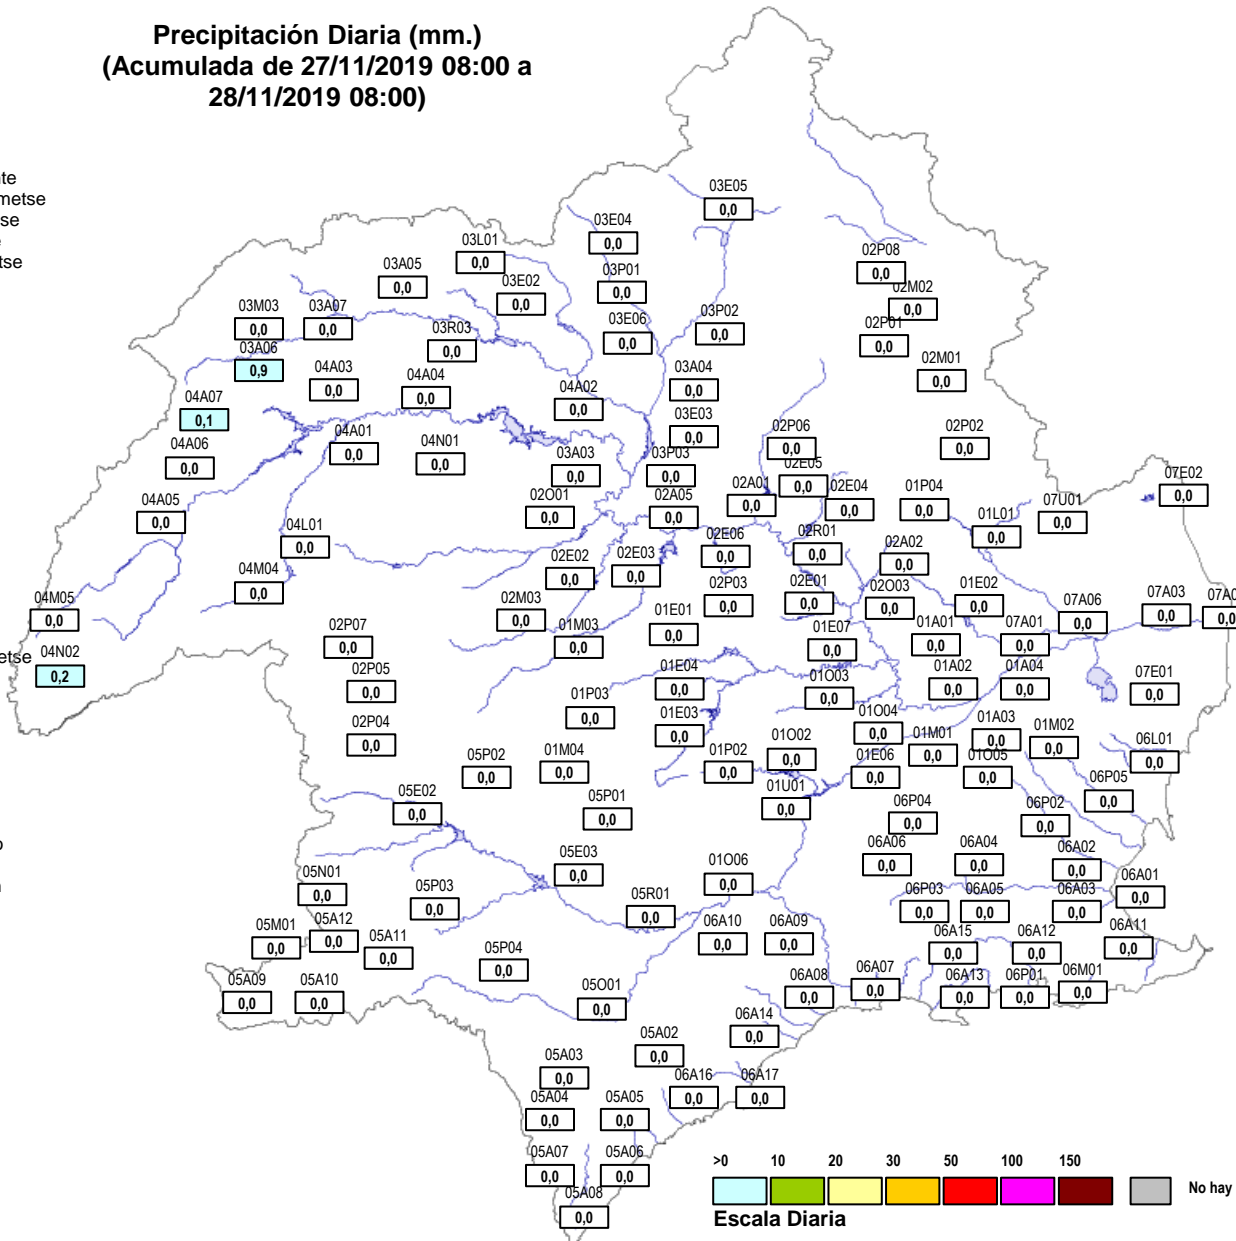 Precipitación Diaria (mm.)
(Acumulada de 27/11/2019 08:00 a
28/11/2019 08:00)
03E05
0,0
03E04
0,0
03L01
0,0
03A05
0,0
03E02
0,0
03P01
0,0
02P08
0,0
02M02
0,0
03M03
0,0
03A07
0,0
03R03
0,0
03E06
0,0
03P02
0,0
02P01
0,0
03A06
0,9
04A03
0,0
04A04
0,0
04A02
0,0
03A04
0,0
02M01
0,0
04A07
0,1
03E03
0,0
04A06
0,0
04A01
0,0
04N01
0,0
03A03
0,0
03P03
0,0
02P06
0,0
02P02
0,0
02E05
0,0
07E02
0,0
04A05
0,0
02O01
0,0
02A05
0,0
02A01
0,0
02E04
0,0
01P04
0,0
07U01
0,0
01L01
0,0
04L01
0,0
02E06
0,0
02R01
0,0
02A02
0,0
04M04
0,0
02E02
0,0
02E03
0,0
02P03
0,0
02E01
0,0
02O03
0,0
01E02
0,0
04M05
0,0
02M03
0,0
01E01
0,0
07A06
0,0
07A03
0,0
07A0
0,0
02P07
0,0
01M03
0,0
01E07
0,0
01A01
0,0
07A01
0,0
etse
04N02
0,2
02P05
0,0
01E04
0,0
01O03
0,0
01A02
0,0
01A04
0,0
07E01
0,0
01P03
0,0
02P04
0,0
01E03
0,0
01O04
0,0
01A03
0,0
01M02
0,0
05P02
0,0
01M04
0,0
01P02
0,0
01O02
0,0
01M01
0,0
01E06
0,0
01O05
0,0
06L01
0,0
05E02
0,0
05P01
0,0
01U01
0,0
06P04
0,0
06P02
0,0
06P05
0,0
05E03
0,0
01O06
0,0
06A06
0,0
06A04
0,0
06A02
0,0
05N01
0,0
05P03
0,0
05R01
0,0
06P03
0,0
06A05
0,0
06A03
0,0
06A01
0,0
05M01
0,0
05A12
0,0
05A11
0,0
06A10
0,0
06A09
0,0
06A15
0,0
06A12
0,0
06A11
0,0
05P04
0,0
05A09
0,0
05A10
0,0
05O01
0,0
06A08
0,0
06A07
0,0
06A13
0,0
06P01
0,0
06M01
0,0
05A02
0,0
06A14
0,0
05A03
0,0
06A16
0,0
06A17
0,0
05A04
0,0
05A05
0,0
05A07
0,0
05A06
0,0
05A08
0,0
>0 10 20 30 50 100 150
No hay
Escala Diaria